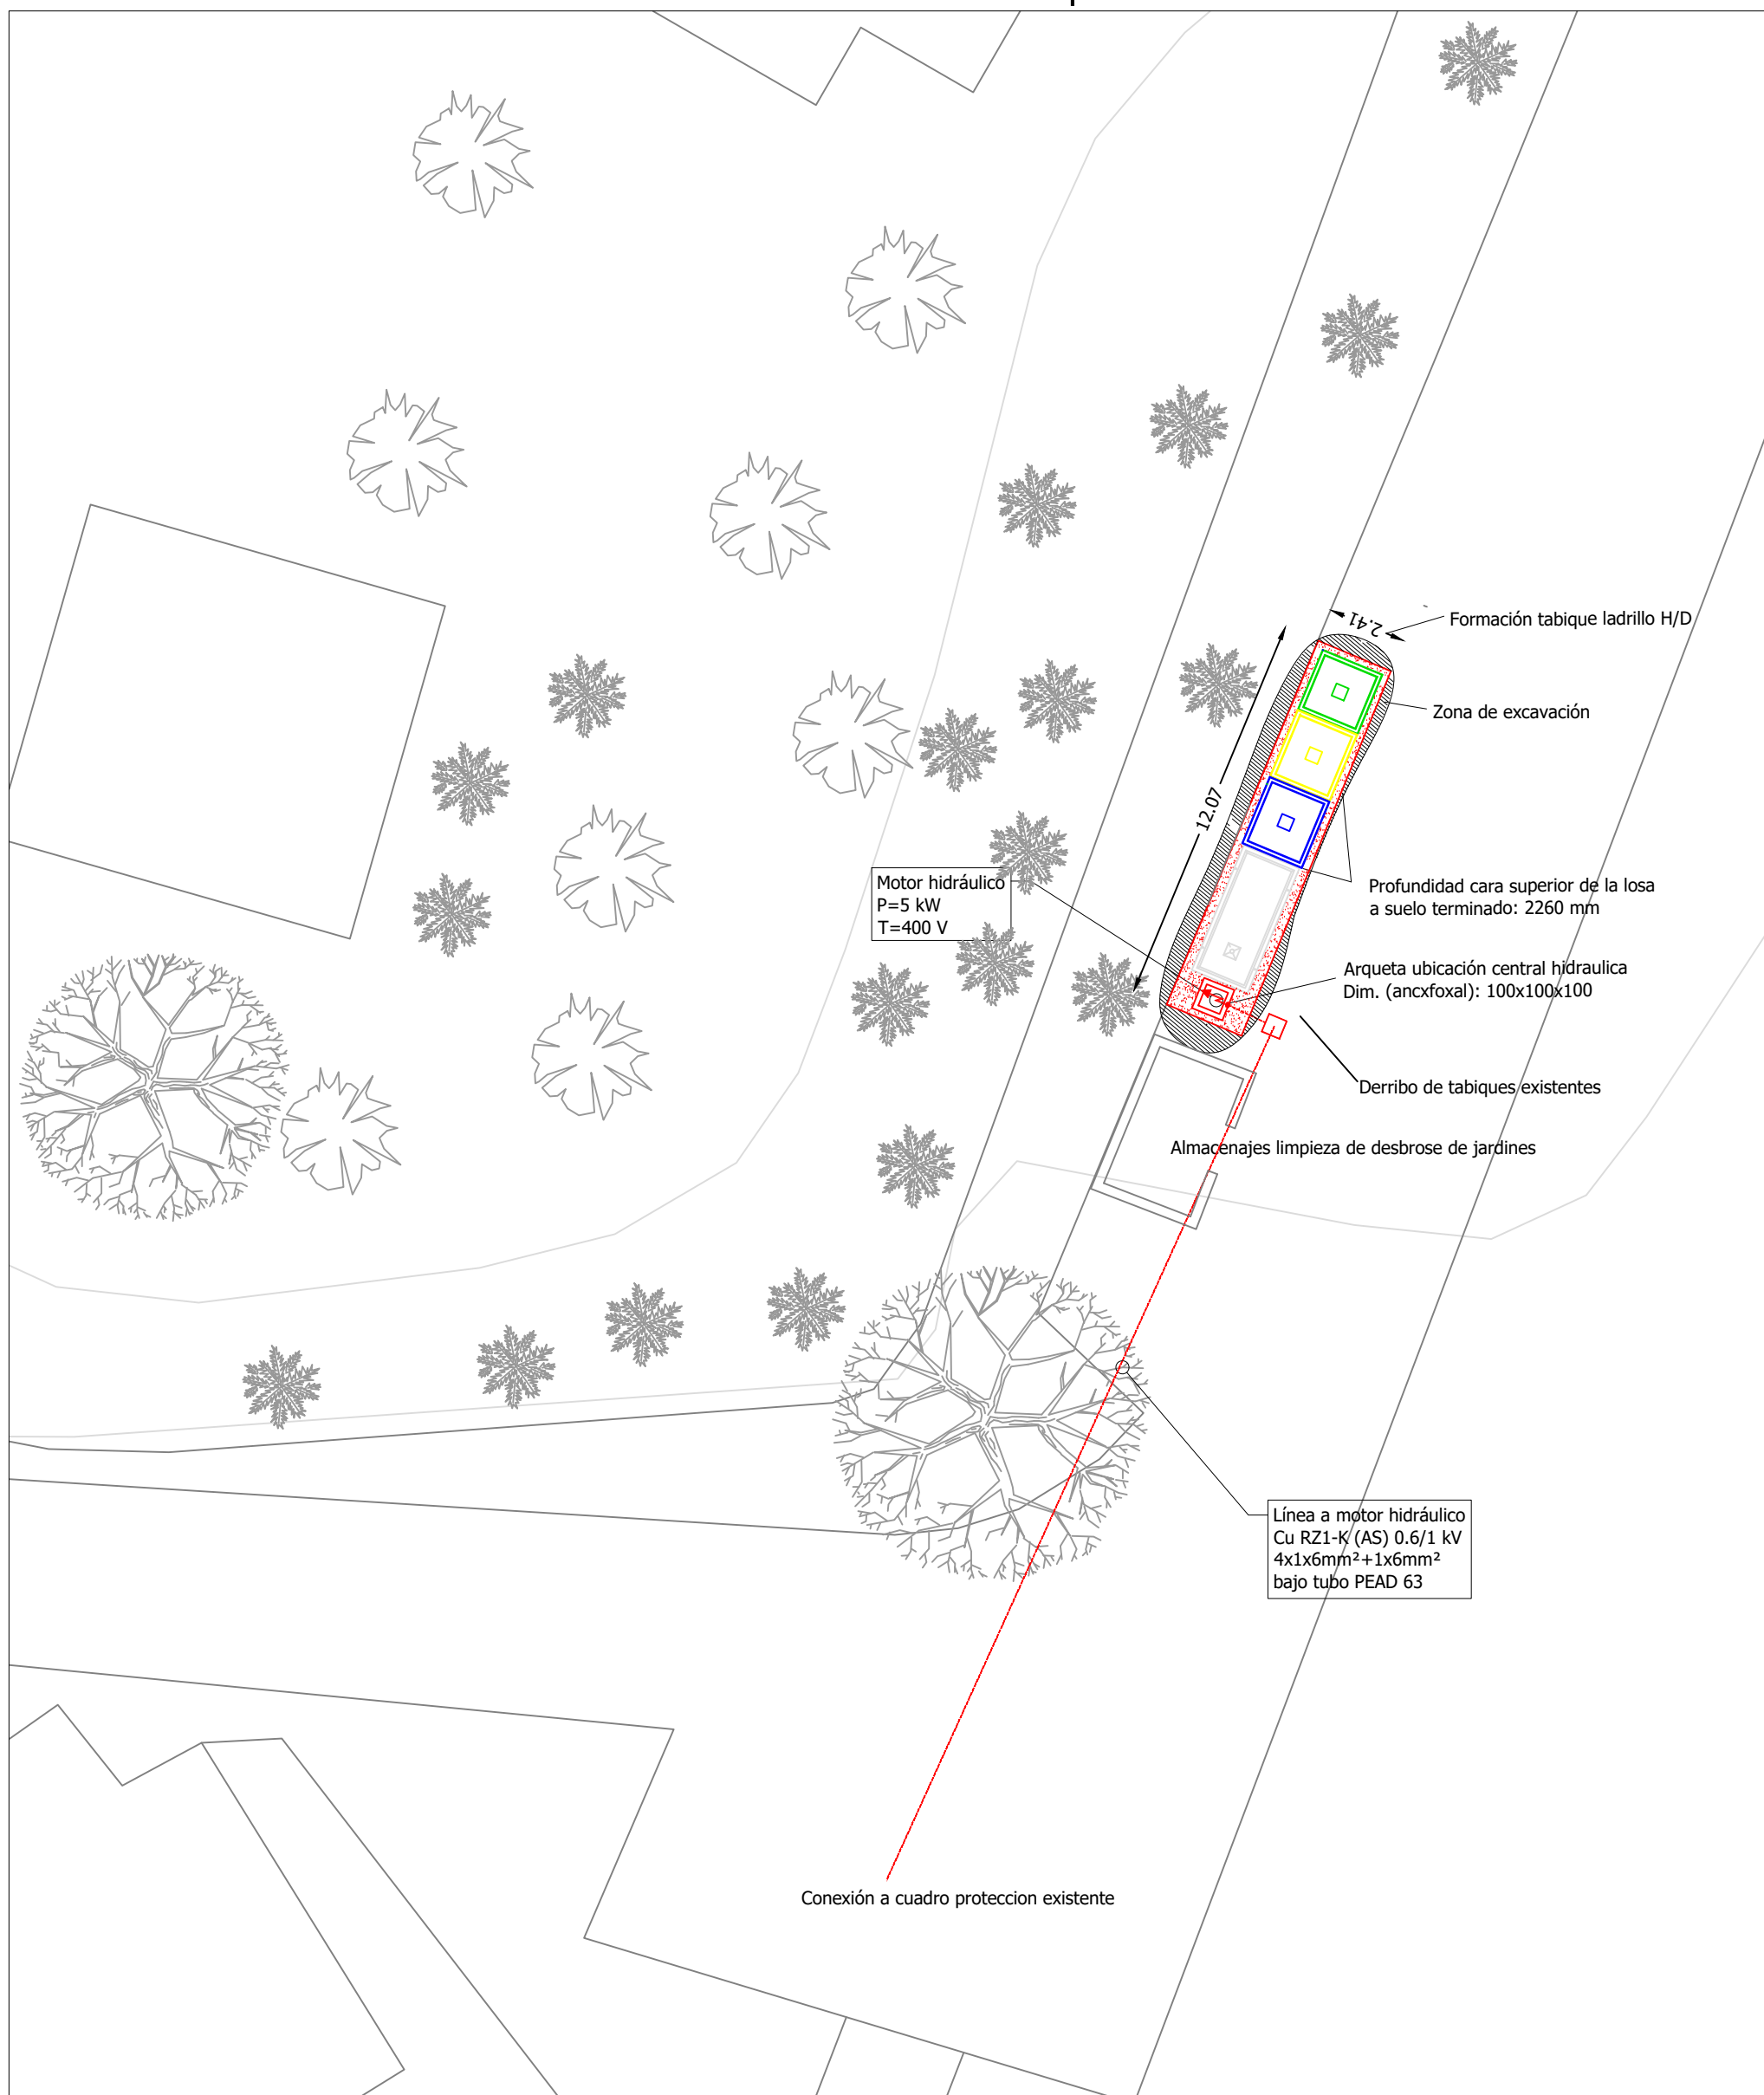 2.41
Formación tabique ladrillo H/D
Zona de excavación
12.07
Motor hidráulico
P=5 kW
T=400 V
Profundidad cara superior de la losa
a suelo terminado: 2260 mm
Arqueta ubicación central hidraulica
Dim. (ancxfoxal): 100x100x100
Derribo de tabiques existentes
Almacenajes limpieza de desbrose de jardines
Línea a motor hidráulico
Cu RZ1-K (AS) 0.6/1 kV
4x1x6mm²+1x6mm²
bajo tubo PEAD 63
Conexión a cuadro proteccion existente